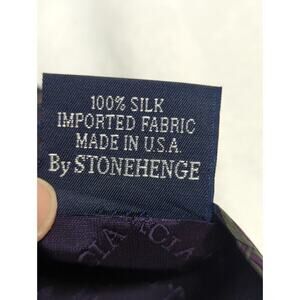 100% SILK
IMPORTED FABRIC
MADE IN U.S.A.
By STONEHENGE